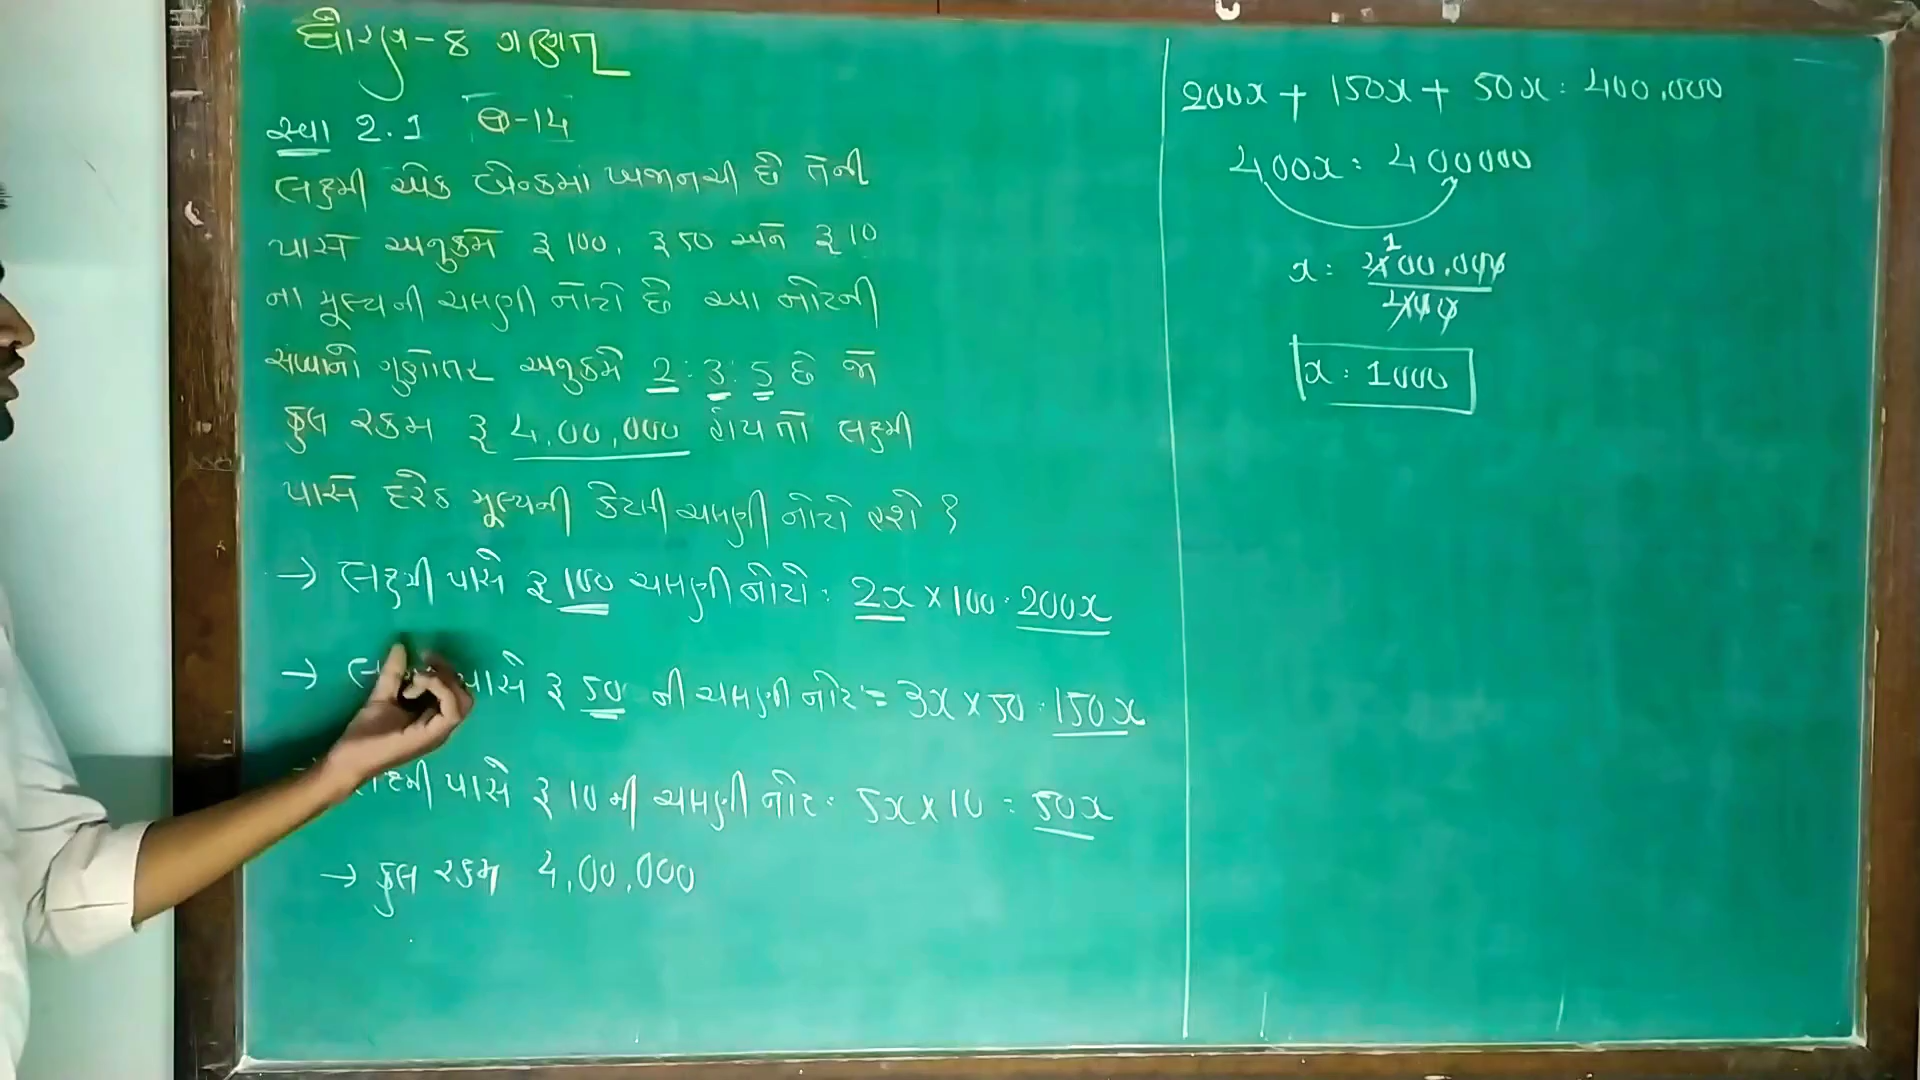 ધોરણ-8 ગણિત
સ્વા 2.1 દા-14
લક્ષ્મી એક બેન્કમાં ખજાનચી છે તેની
પાસે અનુક્રમે રૂ 100, રૂ 50 અને રૂ 10
ના મૂલ્યની ચલણી નોટો છે આ નોટની
સંખ્યાનો ગુણોત્તર અનુક્રમે 2 : 3 : 5 છે જો
કુલ રકમ રૂ 4,00,000 હોય તો લક્ષ્મી
પાસે દરેક મૂલ્યની કેટલી ચલણી નોટો હશે ?
→ લક્ષ્મી પાસે રૂ 100 ચલણી નોટો = 2x × 100 = 200x
→ પાસે રૂ 50 ની ચલણી નોટ = 3x × 50 = 150x
લક્ષ્મી પાસે રૂ 10 ની ચલણી નોટ = 5x × 10 = 50x
→ કુલ રકમ 4,00,000
200x + 150x + 50x = 400,000
400x = 400000
1
x = 400,000
400
x = 1000